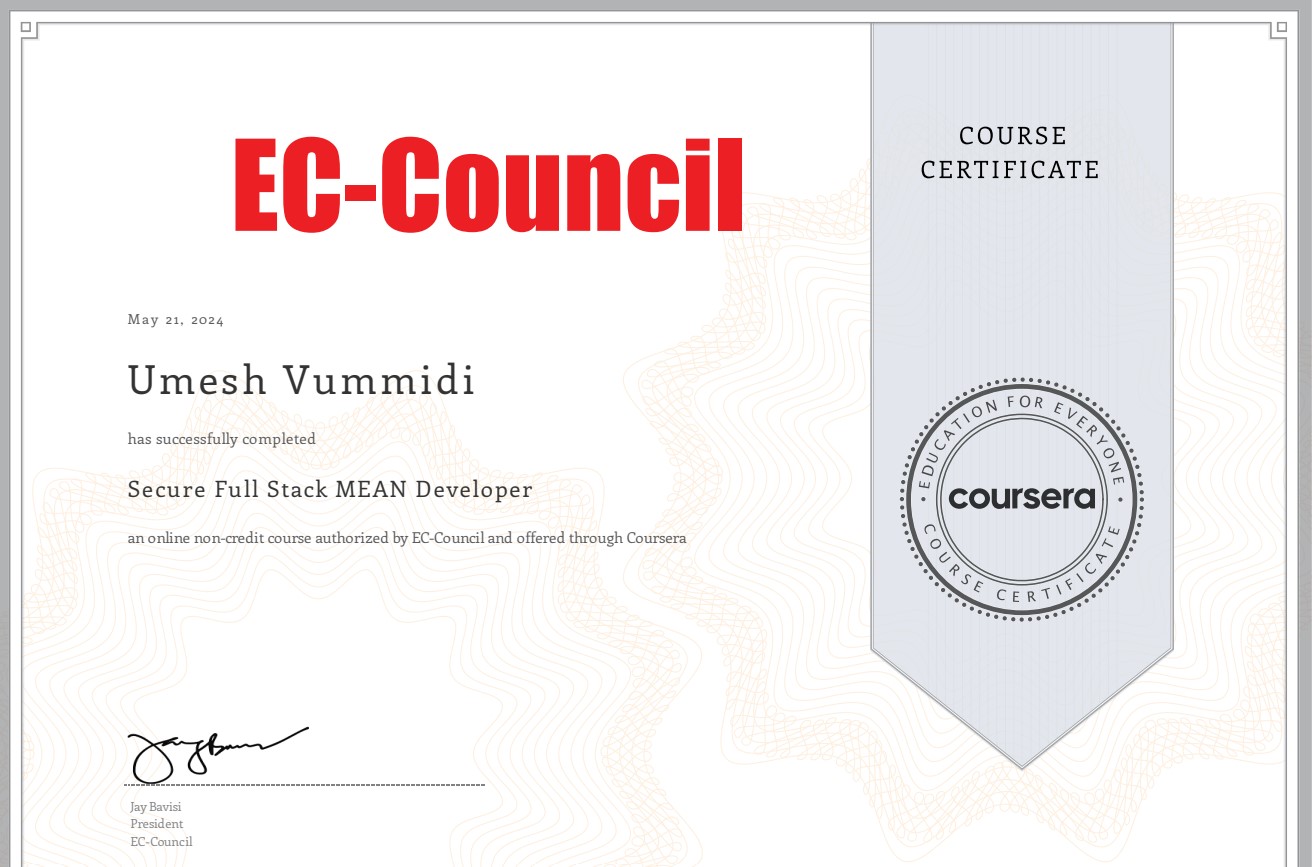 EC-Council
COURSE
CERTIFICATE
May 21, 2024
Umesh Vummidi
has successfully completed
Secure Full Stack MEAN Developer
an online non-credit course authorized by EC-Council and offered through Coursera
EDUCATION FOR EVERYONE
coursera
COURSE CERTIFICATE
Jay Bavisi
President
EC-Council